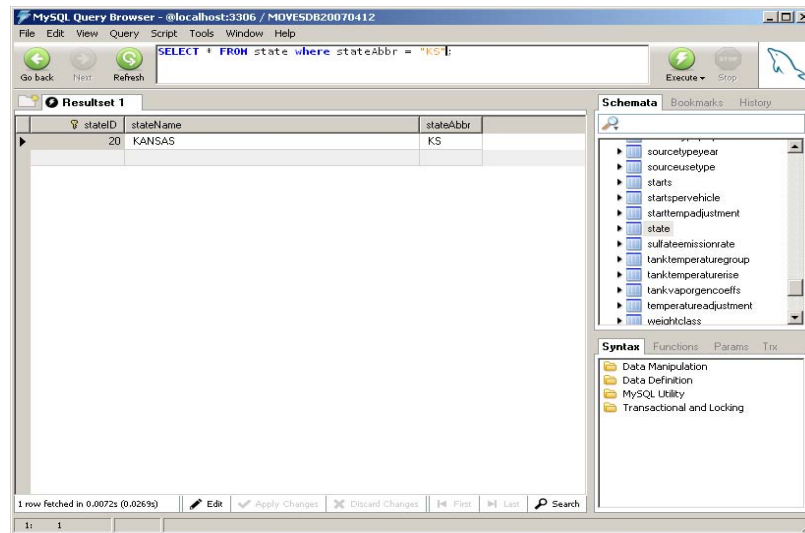 MySQL Query Browser - @localhost:3306 / MOVESDB20070412
File Edit View Query Script Tools Window Help
Go back Next Refresh
SELECT * FROM state where stateAbbr = "KS";
Execute Stop
Resultset 1
stateID stateName stateAbbr
20 KANSAS KS
Schemata Bookmarks History
sourcetypeyear
sourceusetype
starts
startspervehicle
starttempadjustment
state
sulfateemissionrate
tanktemperaturegroup
tanktemperaturerise
tankvaporgencoeffs
temperatureadjustment
weightclass
Syntax Functions Params Trx
Data Manipulation
Data Definition
MySQL Utility
Transactional and Locking
1 row fetched in 0.0072s (0.0269s) Edit Apply Changes Discard Changes First Last Search
1: 1